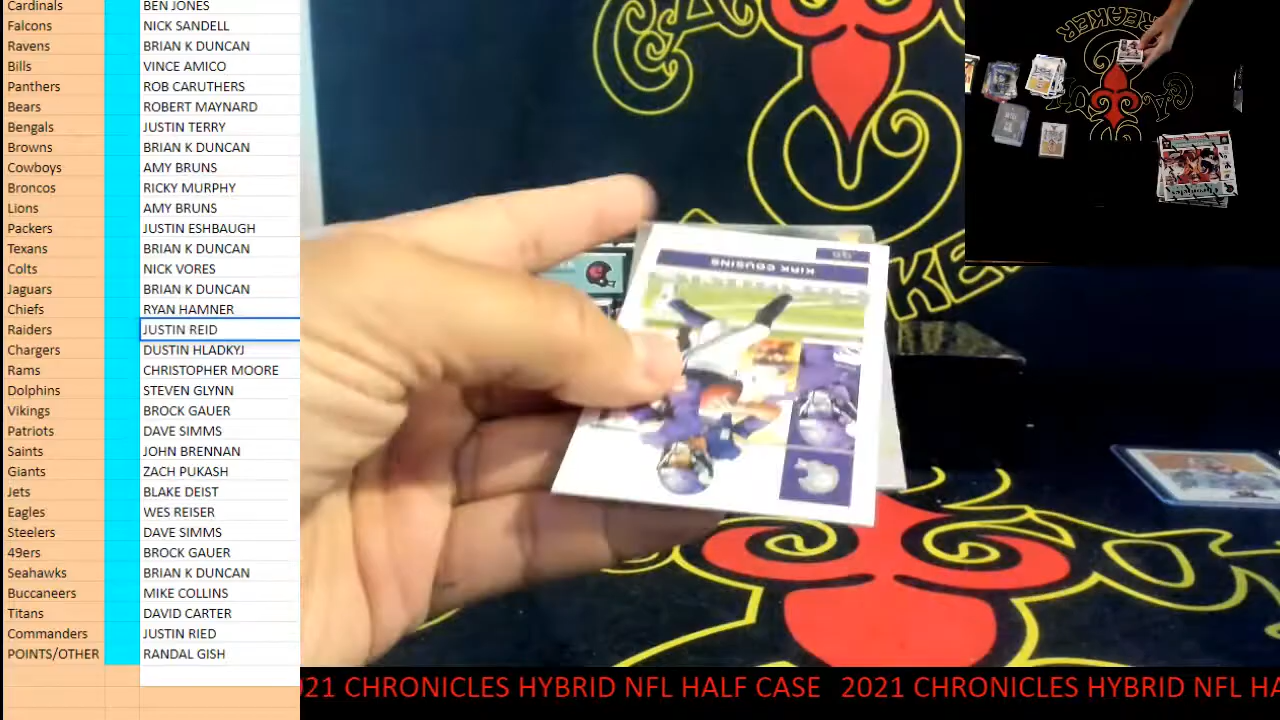 Cardinals BEN JONES
Falcons NICK SANDELL
Ravens BRIAN K DUNCAN
Bills VINCE AMICO
Panthers ROB CARUTHERS
Bears ROBERT MAYNARD
Bengals JUSTIN TERRY
Browns BRIAN K DUNCAN
Cowboys AMY BRUNS
Broncos RICKY MURPHY
Lions AMY BRUNS
Packers JUSTIN ESHBAUGH
Texans BRIAN K DUNCAN
Colts NICK VORES
Jaguars BRIAN K DUNCAN
Chiefs RYAN HAMNER
Raiders JUSTIN REID
Chargers DUSTIN HLADKYJ
Rams CHRISTOPHER MOORE
Dolphins STEVEN GLYNN
Vikings BROCK GAUER
Patriots DAVE SIMMS
Saints JOHN BRENNAN
Giants ZACH PUKASH
Jets BLAKE DEIST
Eagles WES REISER
Steelers DAVE SIMMS
49ers BROCK GAUER
Seahawks BRIAN K DUNCAN
Buccaneers MIKE COLLINS
Titans DAVID CARTER
Commanders JUSTIN RIED
POINTS/OTHER RANDAL GISH
QB
KIRK COUSINS
BREAKER
Chronicles
21 CHRONICLES HYBRID NFL HALF CASE 2021 CHRONICLES HYBRID NFL HA